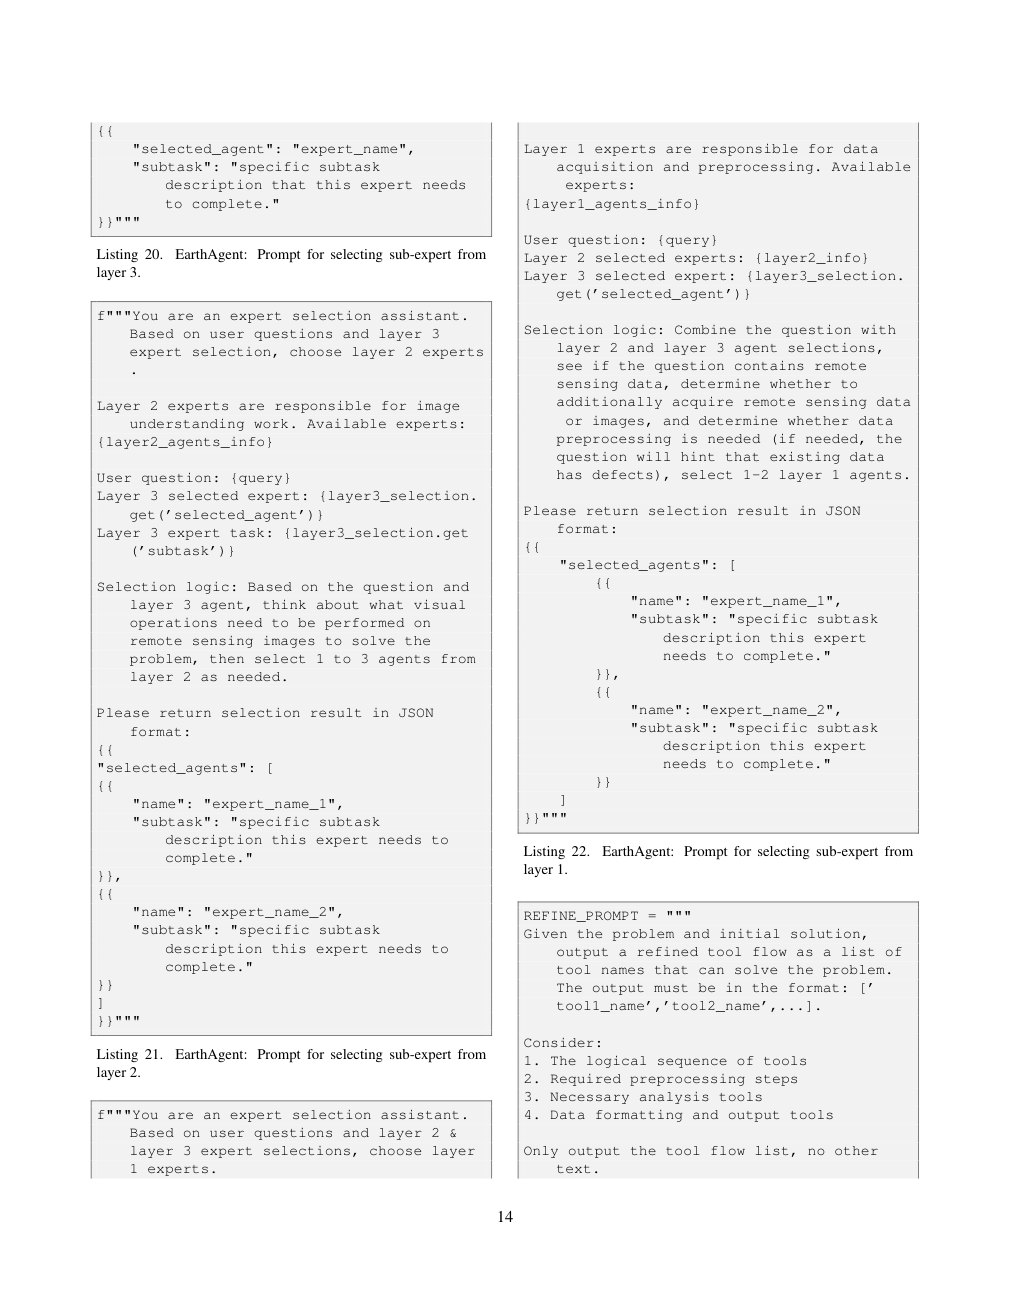 {{
"selected_agent": "expert_name",
"subtask": "specific subtask
description that this expert needs
to complete."
}}"""
Listing 20. EarthAgent: Prompt for selecting sub-expert from
layer 3.
f"""You are an expert selection assistant.
Based on user questions and layer 3
expert selection, choose layer 2 experts
.
Layer 2 experts are responsible for image
understanding work. Available experts:
{layer2_agents_info}
User question: {query}
Layer 3 selected expert: {layer3_selection.
get('selected_agent')}
Layer 3 expert task: {layer3_selection.get
('subtask')}
Selection logic: Based on the question and
layer 3 agent, think about what visual
operations need to be performed on
remote sensing images to solve the
problem, then select 1 to 3 agents from
layer 2 as needed.
Please return selection result in JSON
format:
{{
"selected_agents": [
{{
"name": "expert_name_1",
"subtask": "specific subtask
description this expert needs to
complete."
}},
{{
"name": "expert_name_2",
"subtask": "specific subtask
description this expert needs to
complete."
}}
]
}}"""
Listing 21. EarthAgent: Prompt for selecting sub-expert from
layer 2.
f"""You are an expert selection assistant.
Based on user questions and layer 2 &
layer 3 expert selections, choose layer
1 experts.
Layer 1 experts are responsible for data
acquisition and preprocessing. Available
experts:
{layer1_agents_info}
User question: {query}
Layer 2 selected experts: {layer2_info}
Layer 3 selected expert: {layer3_selection.
get('selected_agent')}
Selection logic: Combine the question with
layer 2 and layer 3 agent selections,
see if the question contains remote
sensing data, determine whether to
additionally acquire remote sensing data
or images, and determine whether data
preprocessing is needed (if needed, the
question will hint that existing data
has defects), select 1-2 layer 1 agents.
Please return selection result in JSON
format:
{{
"selected_agents": [
{{
"name": "expert_name_1",
"subtask": "specific subtask
description this expert
needs to complete."
}},
{{
"name": "expert_name_2",
"subtask": "specific subtask
description this expert
needs to complete."
}}
]
}}"""
Listing 22. EarthAgent: Prompt for selecting sub-expert from
layer 1.
REFINE_PROMPT = """
Given the problem and initial solution,
output a refined tool flow as a list of
tool names that can solve the problem.
The output must be in the format: ['
tool1_name','tool2_name',...].
Consider:
1. The logical sequence of tools
2. Required preprocessing steps
3. Necessary analysis tools
4. Data formatting and output tools
Only output the tool flow list, no other
text.
14